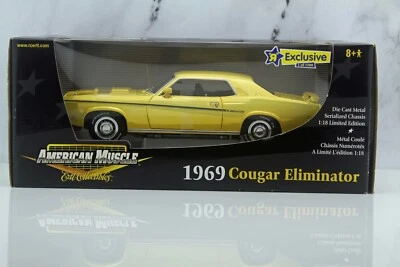 www.rcertl.com
Exclusive
8+
Die Cast Metal
Serialized Chassis
1:18 Limited Edition
Métal Coulé
Châssis Numérotés
A Limité L'édition 1:18
AMERICAN MUSCLE
Ertl Collectibles
1969 Cougar Eliminator